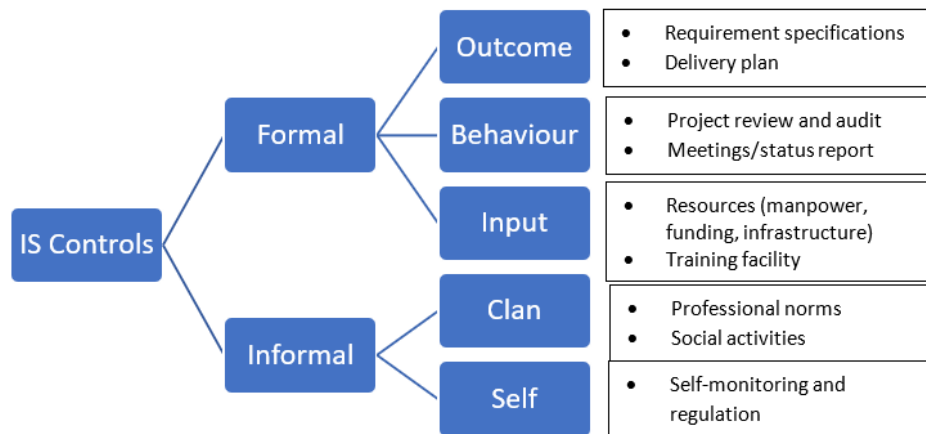 Outcome
• Requirement specifications
• Delivery plan
Formal
Behaviour
• Project review and audit
• Meetings/status report
Input
• Resources (manpower,
funding, infrastructure)
• Training facility
IS Controls
Clan
• Professional norms
• Social activities
Informal
Self
• Self-monitoring and
regulation